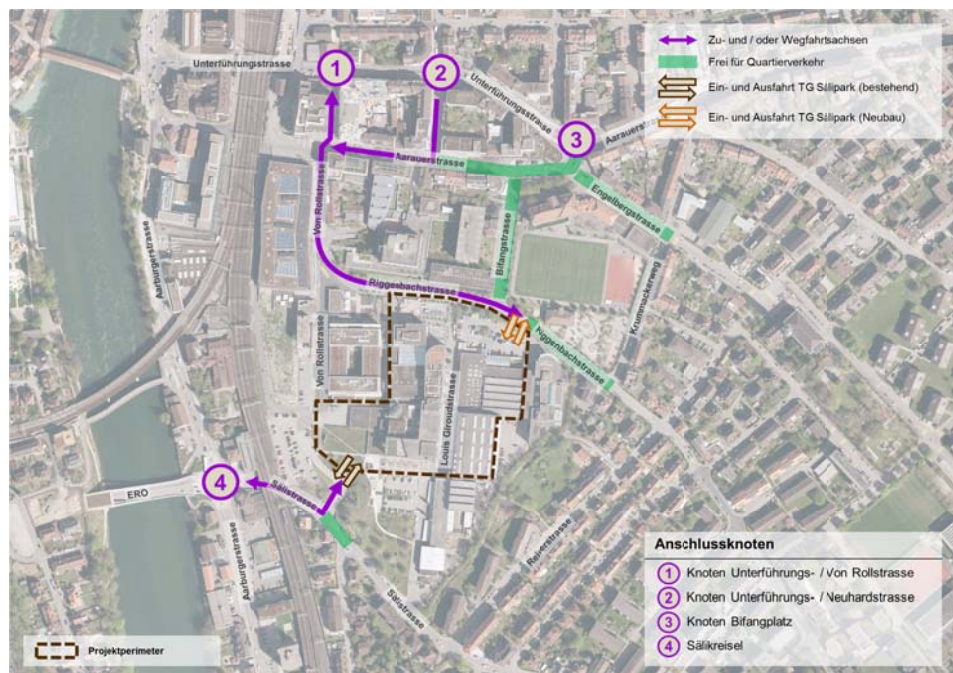 Zu- und / oder Wegfahrtsachsen
Frei für Quartierverkehr
Ein- und Ausfahrt TG Sälipark (bestehend)
Ein- und Ausfahrt TG Sälipark (Neubau)
Unterführungsstrasse
1
2
Unterführungsstrasse
3
Aarauerst
Aarauerstrasse
Engelbergstrasse
Von Rollstrasse
Bifangstrasse
Aarburgerstrasse
Riggesbachstrasse
Krummackerweg
Riggenbachstrasse
Von Rollstrasse
Louis Giroudstrasse
4
ERO
Sälistrasse
Aarburgerstrasse
Reiserstrasse
Sälistrasse
Anschlussknoten
1 Knoten Unterführungs- / Von Rollstrasse
2 Knoten Unterführungs- / Neuhardstrasse
3 Knoten Bifangplatz
4 Sälikreisel
Projektperimeter